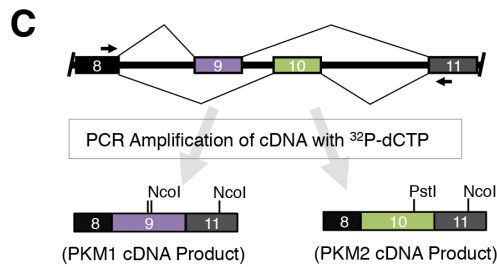 C
8 9 10 11
PCR Amplification of cDNA with ³²P-dCTP
NcoI NcoI PstI NcoI
8 9 11 8 10 11
(PKM1 cDNA Product) (PKM2 cDNA Product)